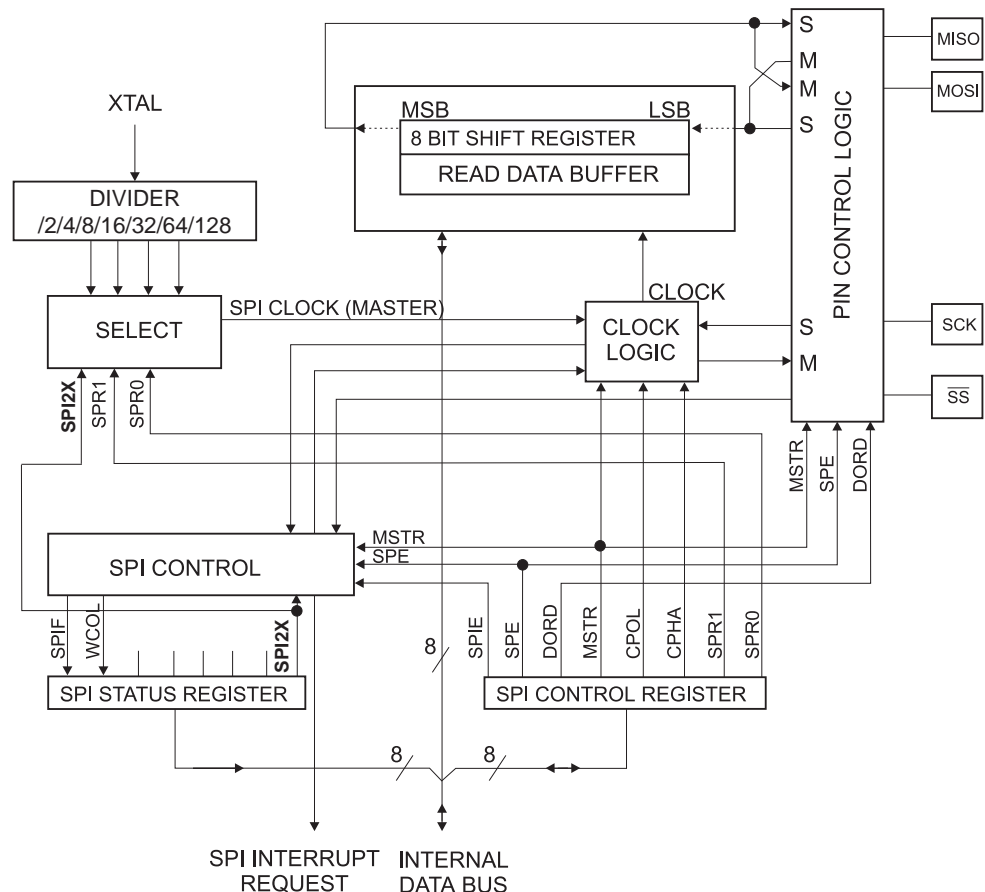 S
MISO
M
M
MOSI
S
XTAL
MSB
LSB
8 BIT SHIFT REGISTER
READ DATA BUFFER
PIN CONTROL LOGIC
DIVIDER
/2/4/8/16/32/64/128
SPI CLOCK (MASTER)
CLOCK
SELECT
CLOCK
LOGIC
S
M
SCK
SS
SPI2X
SPR1
SPR0
MSTR
SPE
DORD
MSTR
SPE
SPI CONTROL
SPIF
WCOL
SPI2X
SPIE
SPE
DORD
MSTR
CPOL
CPHA
SPR1
SPR0
8
SPI STATUS REGISTER
SPI CONTROL REGISTER
8
8
SPI INTERRUPT
REQUEST
INTERNAL
DATA BUS